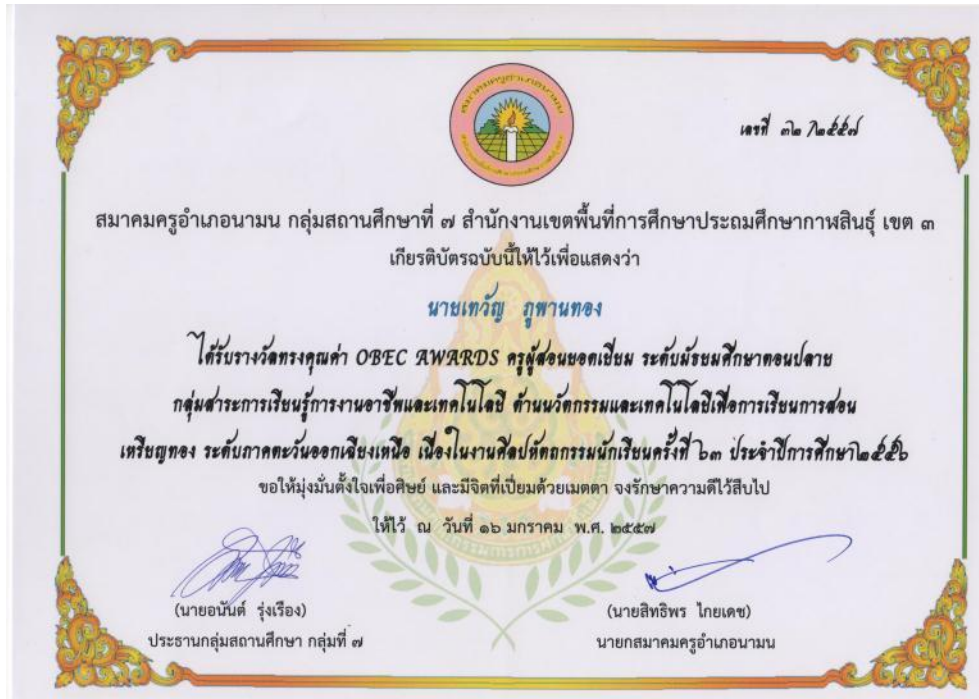 สมาคมครูอำเภอนามน
เลขที่ ๓๒ /๒๕๕๗
สมาคมครูอำเภอนามน กลุ่มสถานศึกษาที่ ๗ สำนักงานเขตพื้นที่การศึกษาประถมศึกษากาฬสินธุ์ เขต ๓
เกียรติบัตรฉบับนี้ให้ไว้เพื่อแสดงว่า
นายเทวัญ ภูพานทอง
ได้รับรางวัลทรงคุณค่า OBEC AWARDS ครูผู้สอนยอดเยี่ยม ระดับมัธยมศึกษาตอนปลาย
กลุ่มสาระการเรียนรู้การงานอาชีพและเทคโนโลยี ด้านนวัตกรรมและเทคโนโลยีเพื่อการเรียนการสอน
เหรียญทอง ระดับภาคตะวันออกเฉียงเหนือ เนื่องในงานศิลปหัตถกรรมนักเรียนครั้งที่ ๖๓ ประจำปีการศึกษา๒๕๕๖
ขอให้มุ่งมั่นตั้งใจเพื่อศิษย์ และมีจิตที่เปี่ยมด้วยเมตตา จงรักษาความดีไว้สืบไป
ให้ไว้ ณ วันที่ ๑๖ มกราคม พ.ศ. ๒๕๕๗
(นายอนันต์ รุ่งเรือง)
(นายสิทธิพร ไกยเดช)
ประธานกลุ่มสถานศึกษา กลุ่มที่ ๗
นายกสมาคมครูอำเภอนามน